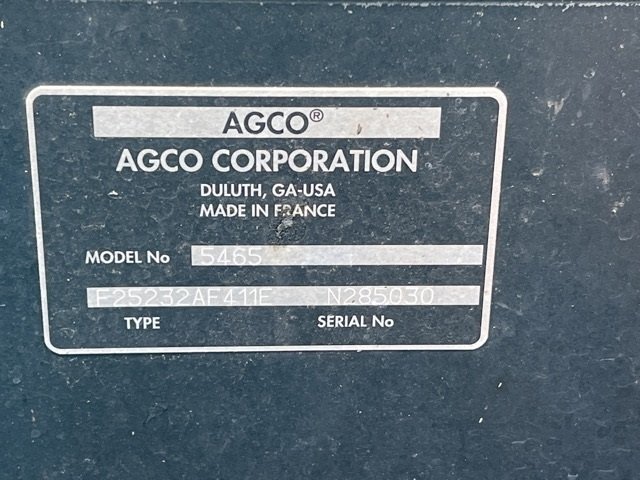 AGCO®
AGCO CORPORATION
DULUTH, GA-USA
MADE IN FRANCE
MODEL No 5465
F25232AF411E N285030
TYPE SERIAL No